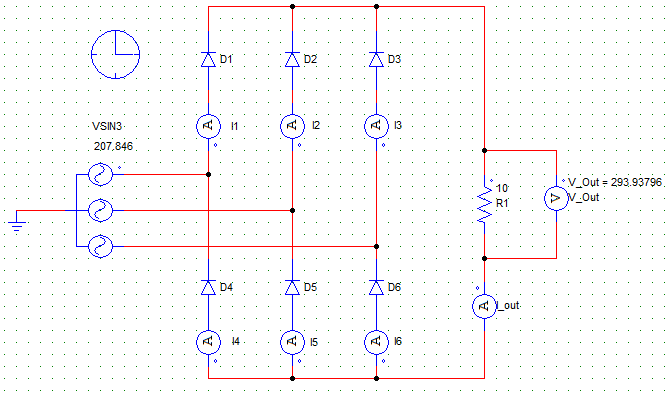 D1
D2
D3
VSIN3
I1
I2
I3
207.846
10
R1
V_Out = 293.93796
V_Out
D4
D5
D6
I_out
I4
I5
I6